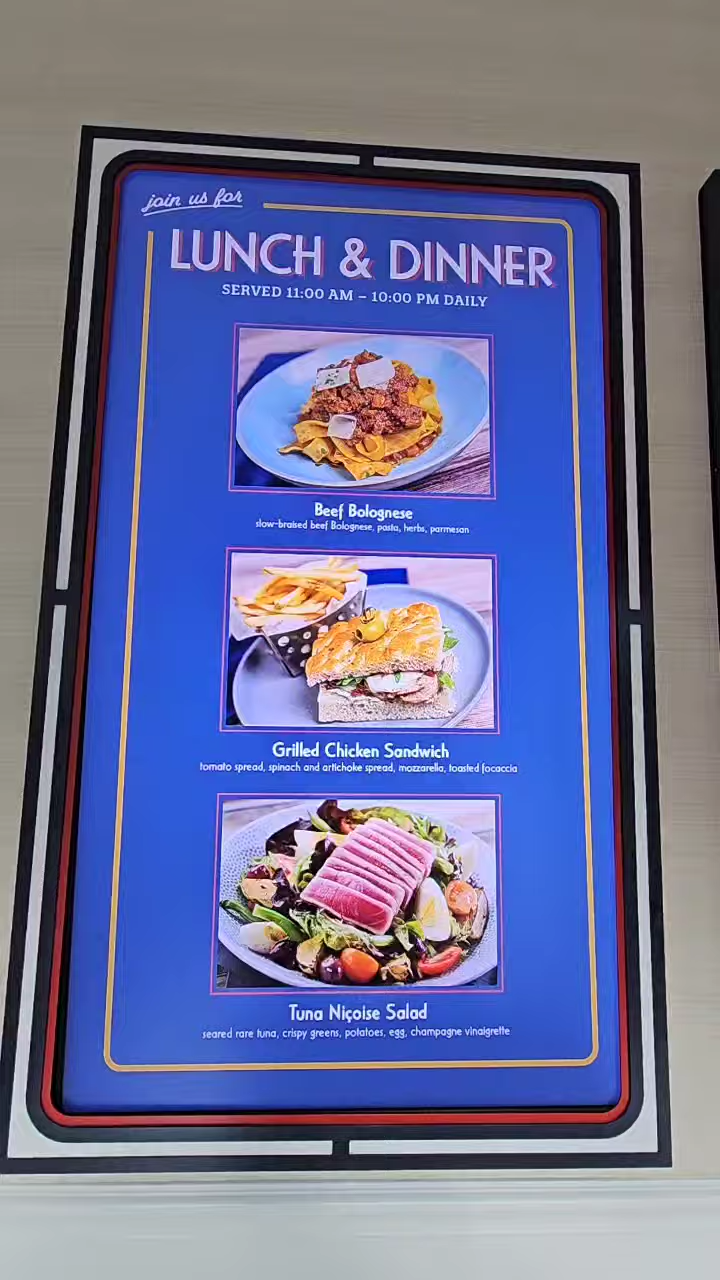 join us for
LUNCH & DINNER
SERVED 11:00 AM – 10:00 PM DAILY
Beef Bolognese
slow-braised beef Bolognese, pasta, herbs, parmesan
Grilled Chicken Sandwich
tomato spread, spinach and artichoke spread, mozzarella, toasted focaccia
Tuna Niçoise Salad
seared rare tuna, crispy greens, potatoes, egg, champagne vinaigrette